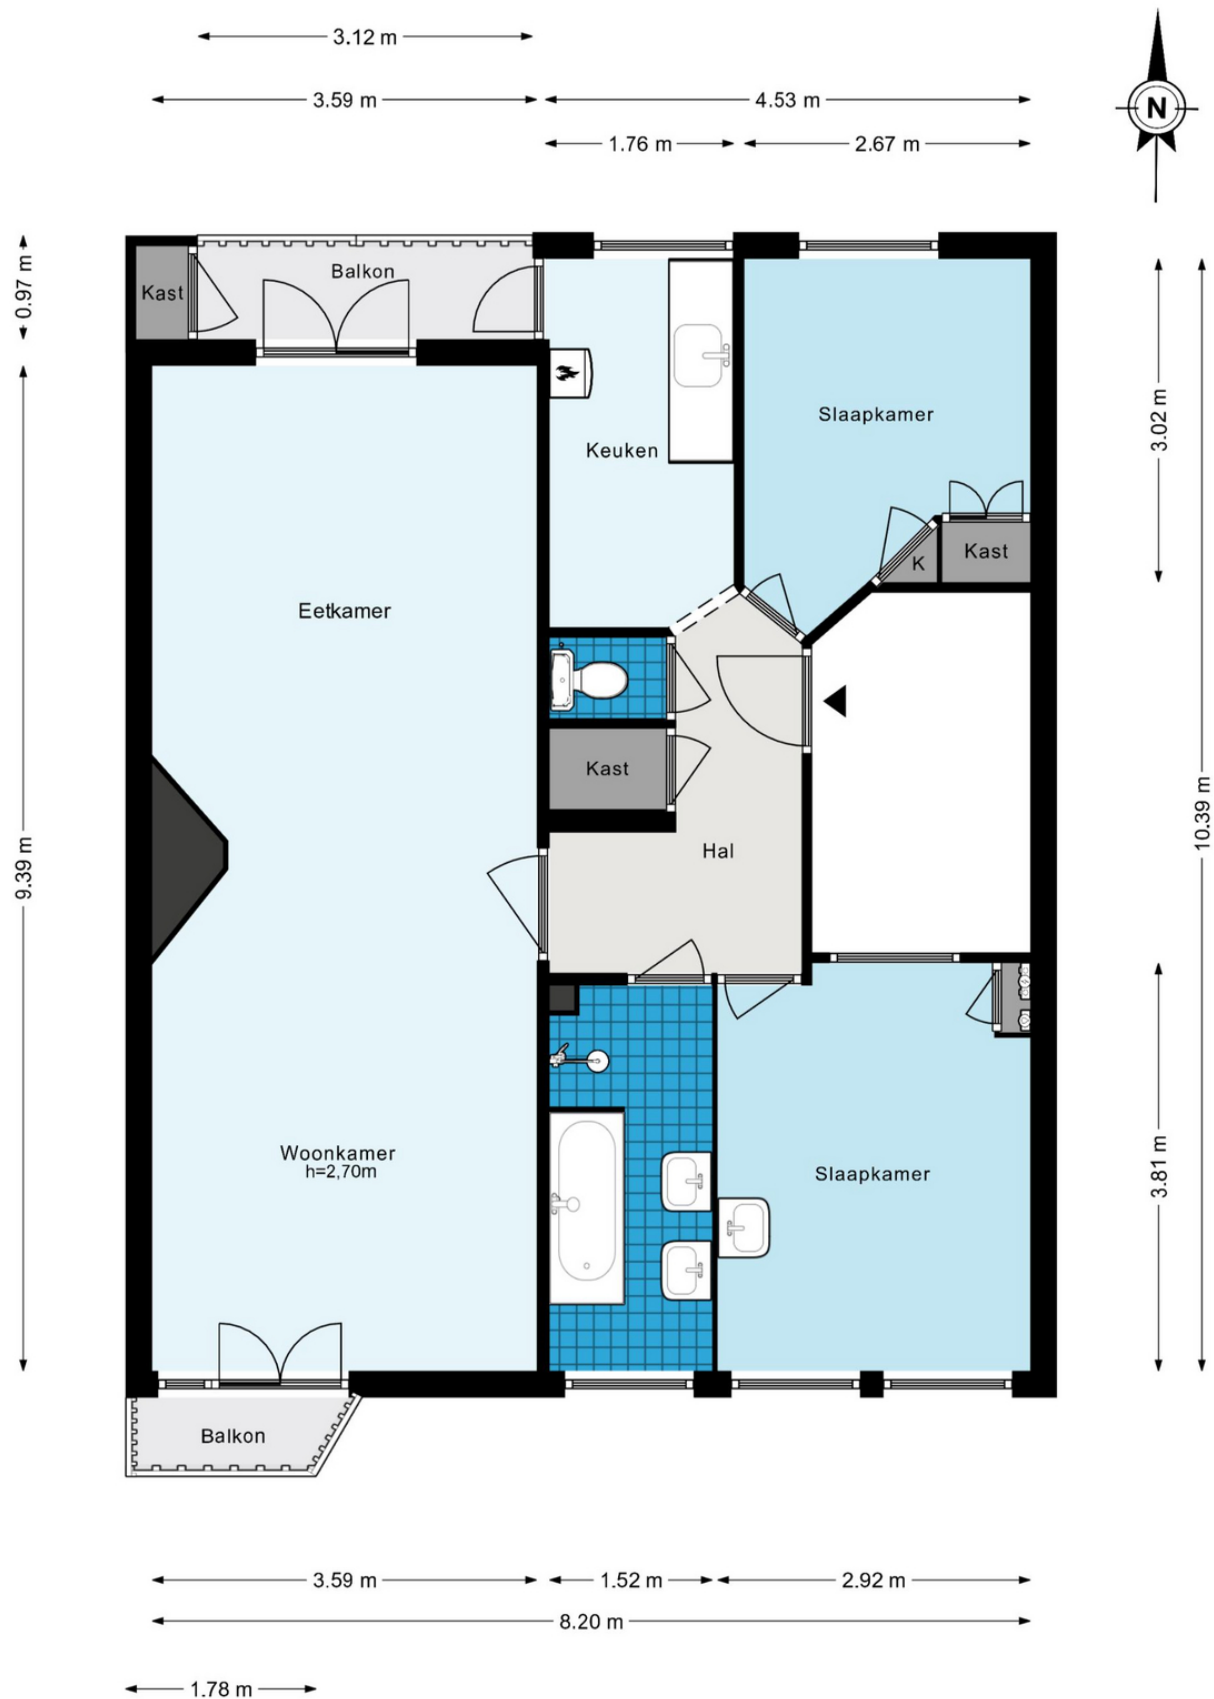 3.12 m
3.59 m
4.53 m
1.76 m
2.67 m
N
0.97 m
Kast
Balkon
Keuken
Slaapkamer
3.02 m
Kast
K
Eetkamer
Kast
Hal
9.39 m
10.39 m
Woonkamer
h=2,70m
Slaapkamer
3.81 m
Balkon
3.59 m
1.52 m
2.92 m
8.20 m
1.78 m